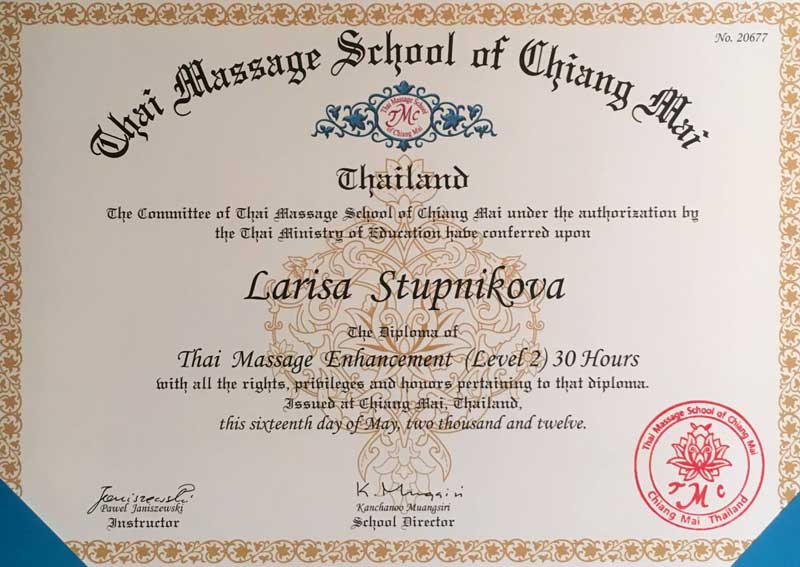 No. 20677
Thai Massage School of Chiang Mai
Thai Massage School
TMC
of Chiang Mai
Thailand
The Committee of Thai Massage School of Chiang Mai under the authorization by
the Thai Ministry of Education have conferred upon
Larisa Stupnikova
The Diploma of
Thai Massage Enhancement (Level 2) 30 Hours
with all the rights, privileges and honors pertaining to that diploma.
Issued at Chiang Mai, Thailand,
this sixteenth day of May, two thousand and twelve.
Janiszewski
Pawel Janiszewski
Instructor
K. Muangsiri
Kanchanoo Muangsiri
School Director
Thai Massage School of Chiang Mai
TMC
Chiang Mai Thailand